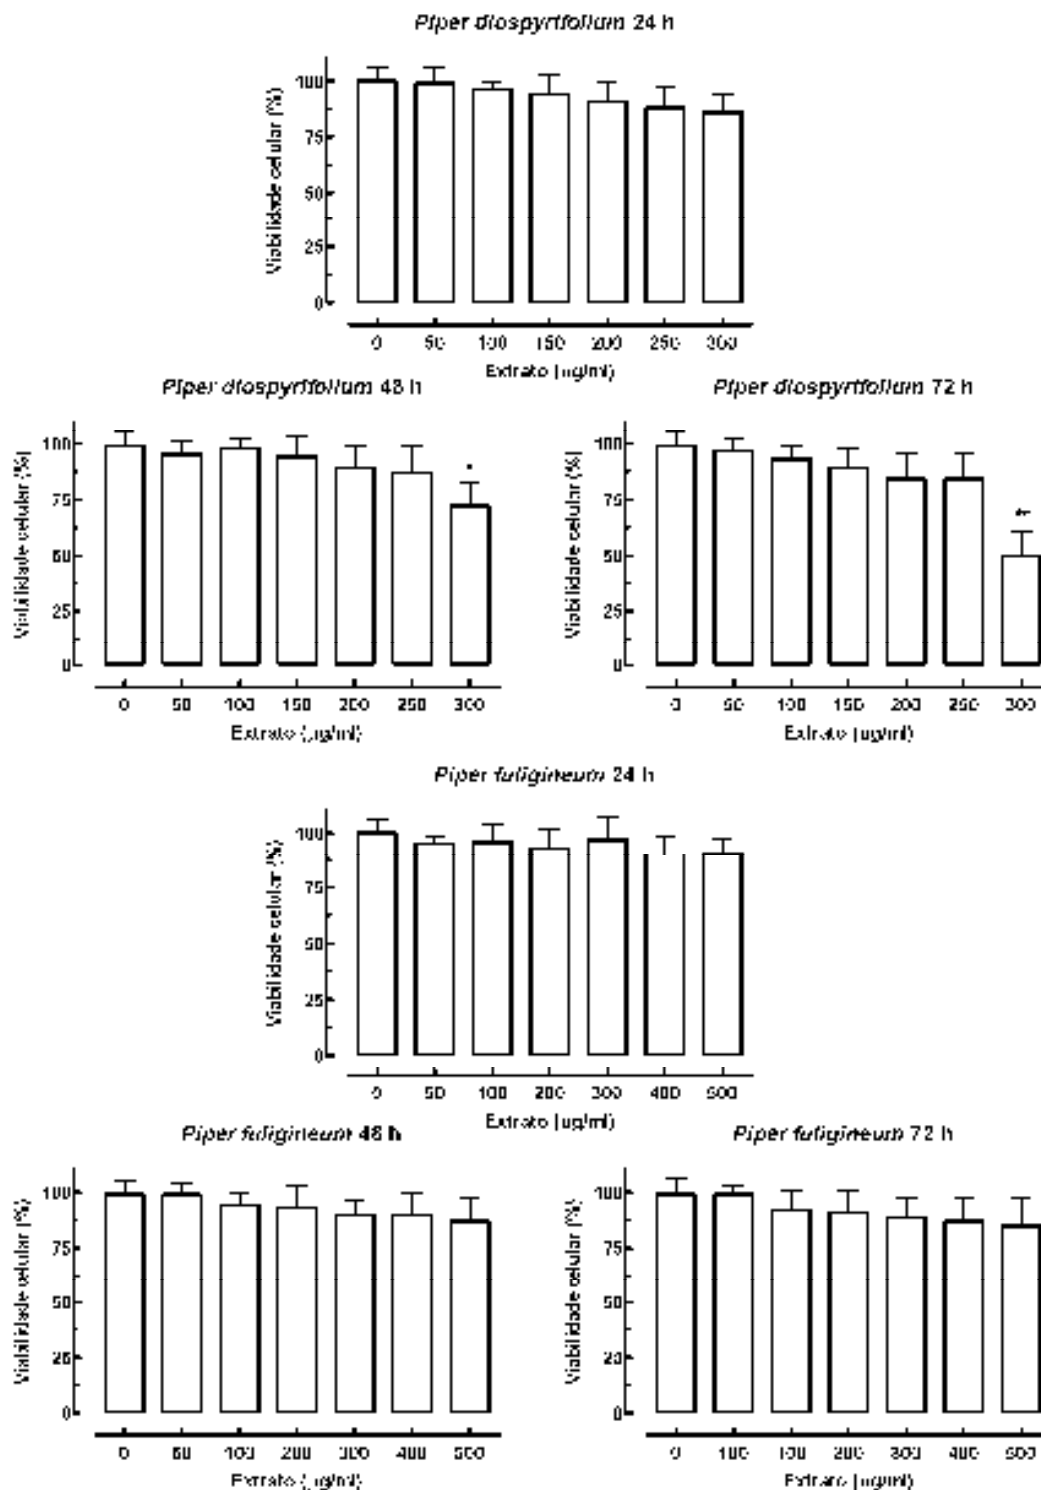 Piper diospyrifolium 24 h
Viabilidade celular (%)
100
75
50
25
0
0 50 100 150 200 250 300
Extrato (µg/ml)
Piper diospyrifolium 48 h
Viabilidade celular (%)
100
75
50
25
0
*
0 50 100 150 200 250 300
Extrato (µg/ml)
Piper diospyrifolium 72 h
Viabilidade celular (%)
100
75
50
25
0
**
0 50 100 150 200 250 300
Extrato (µg/ml)
Piper fuligineum 24 h
Viabilidade celular (%)
100
75
50
25
0
0 50 100 200 300 400 500
Extrato (µg/ml)
Piper fuligineum 48 h
Viabilidade celular (%)
100
75
50
25
0
0 50 100 200 300 400 500
Extrato (µg/ml)
Piper fuligineum 72 h
Viabilidade celular (%)
100
75
50
25
0
0 100 100 200 300 400 500
Extrato (µg/ml)